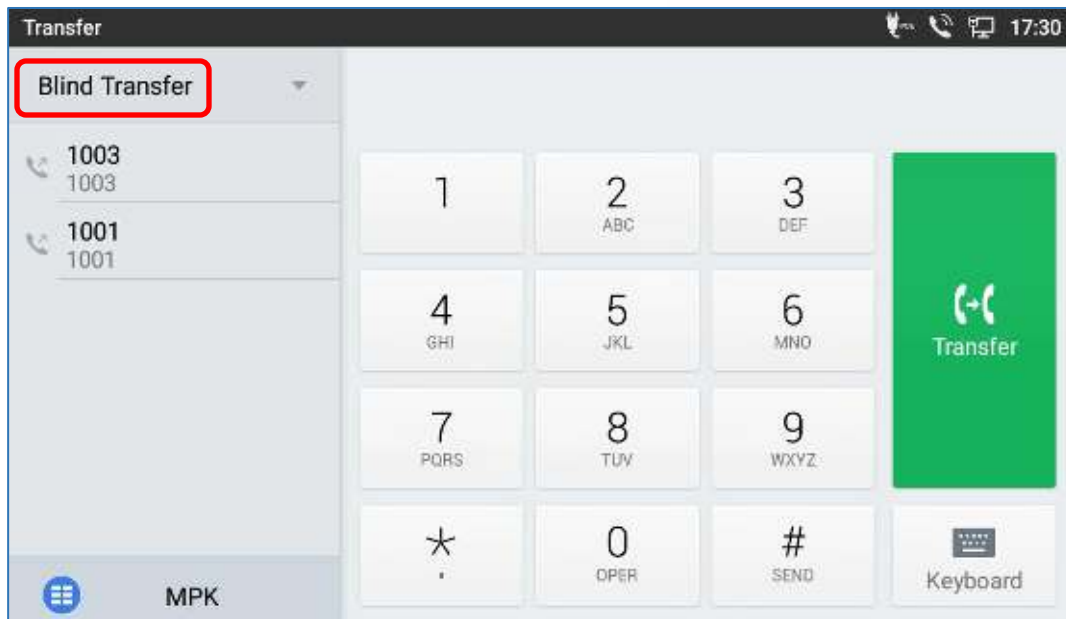 Transfer 17:30
Blind Transfer
1003
1003
1001
1001
1
2
ABC
3
DEF
4
GHI
5
JKL
6
MNO
Transfer
7
PQRS
8
TUV
9
WXYZ
*
0
OPER
#
SEND
Keyboard
MPK